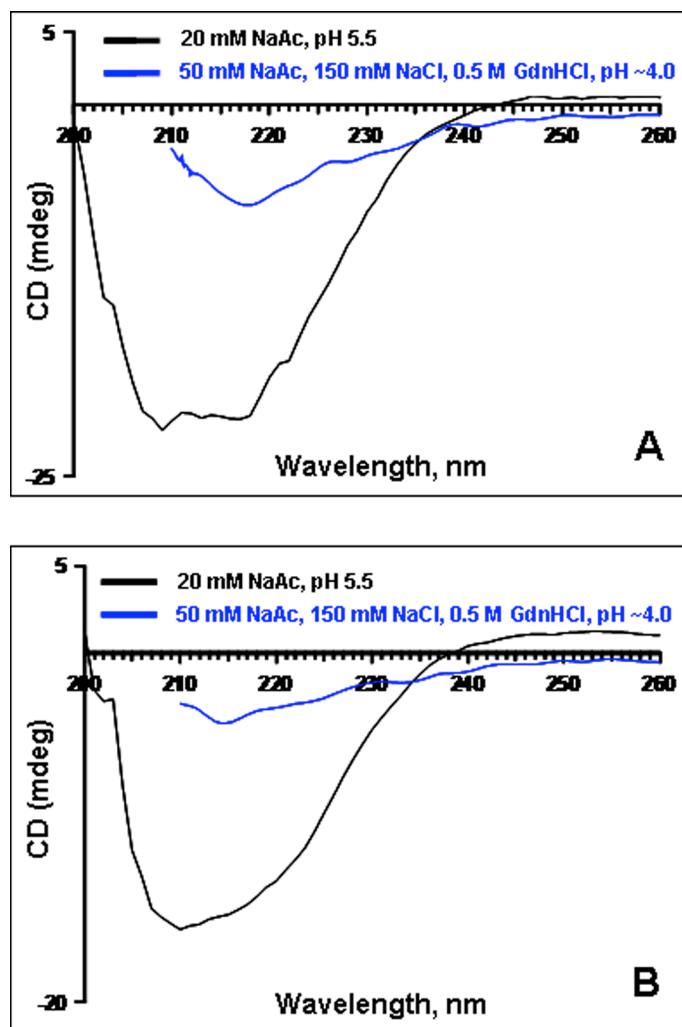 5
20 mM NaAc, pH 5.5
50 mM NaAc, 150 mM NaCl, 0.5 M GdnHCl, pH ~4.0
200 210 220 230 240 250 260
CD (mdeg)
Wavelength, nm
-25
A
5
20 mM NaAc, pH 5.5
50 mM NaAc, 150 mM NaCl, 0.5 M GdnHCl, pH ~4.0
200 210 220 230 240 250 260
CD (mdeg)
Wavelength, nm
-20
B